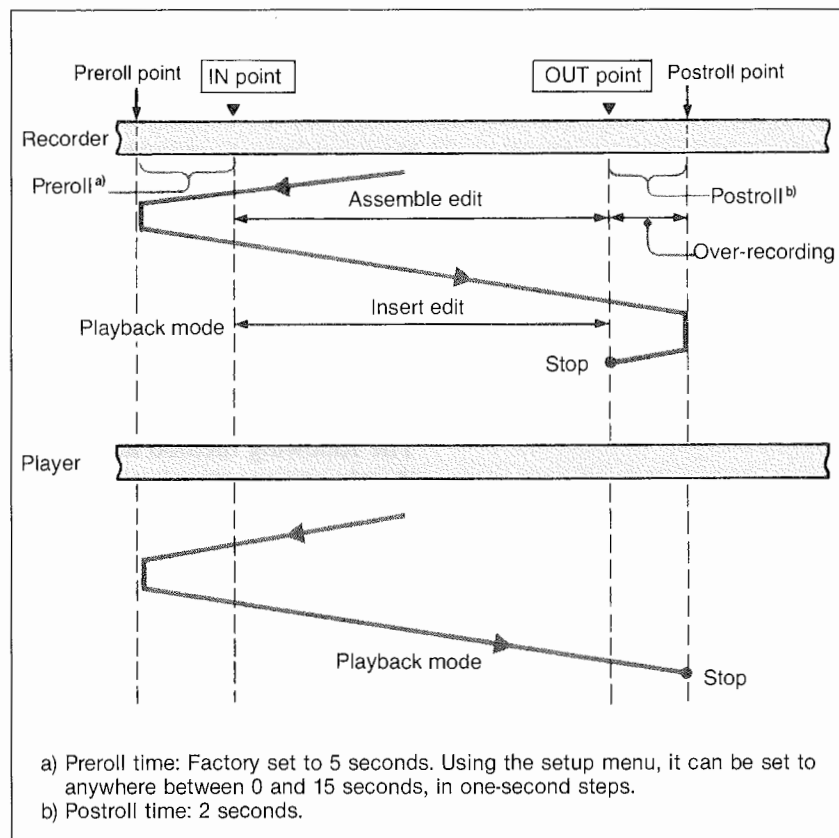 Preroll point
IN point
OUT point
Postroll point
Recorder
Preroll a)
Assemble edit
Postroll b)
Over-recording
Playback mode
Insert edit
Stop
Player
Playback mode
Stop
a) Preroll time: Factory set to 5 seconds. Using the setup menu, it can be set to
anywhere between 0 and 15 seconds, in one-second steps.
b) Postroll time: 2 seconds.